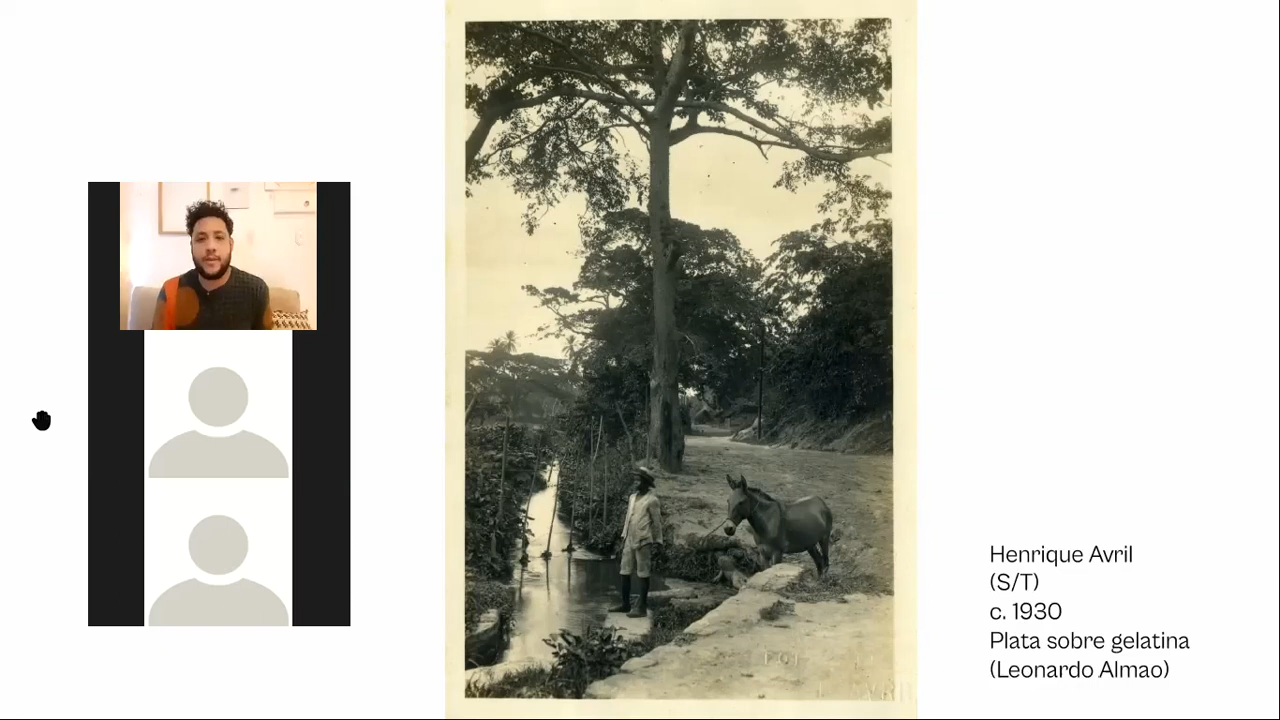 Henrique Avril
(S/T)
c. 1930
Plata sobre gelatina
(Leonardo Almao)